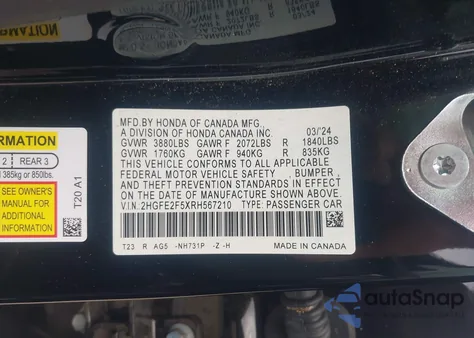 MFD.BY HONDA OF CANADA MFG.,
A DIVISION OF HONDA CANADA INC. 03/'24
GVWR 3880LBS GAWR F 2072LBS R 1840LBS
GVWR 1760KG GAWR F 940KG R 835KG
THIS VEHICLE CONFORMS TO ALL APPLICABLE
FEDERAL MOTOR VEHICLE SAFETY , BUMPER ,
AND THEFT PREVENTION STANDARDS IN EFFECT
ON THE DATE OF MANUFACTURE SHOWN ABOVE.
V.I.N.:2HGFE2F5XRH567210 TYPE: PASSENGER CAR
T23 R AG5 -NH731P -Z -H MADE IN CANADA
FORMATION
2 REAR 3
385kg or 850lbs.
SEE OWNER'S
MANUAL FOR
ADDITIONAL
INFORMATION
T20 A1
autoSnap
POWERED BY